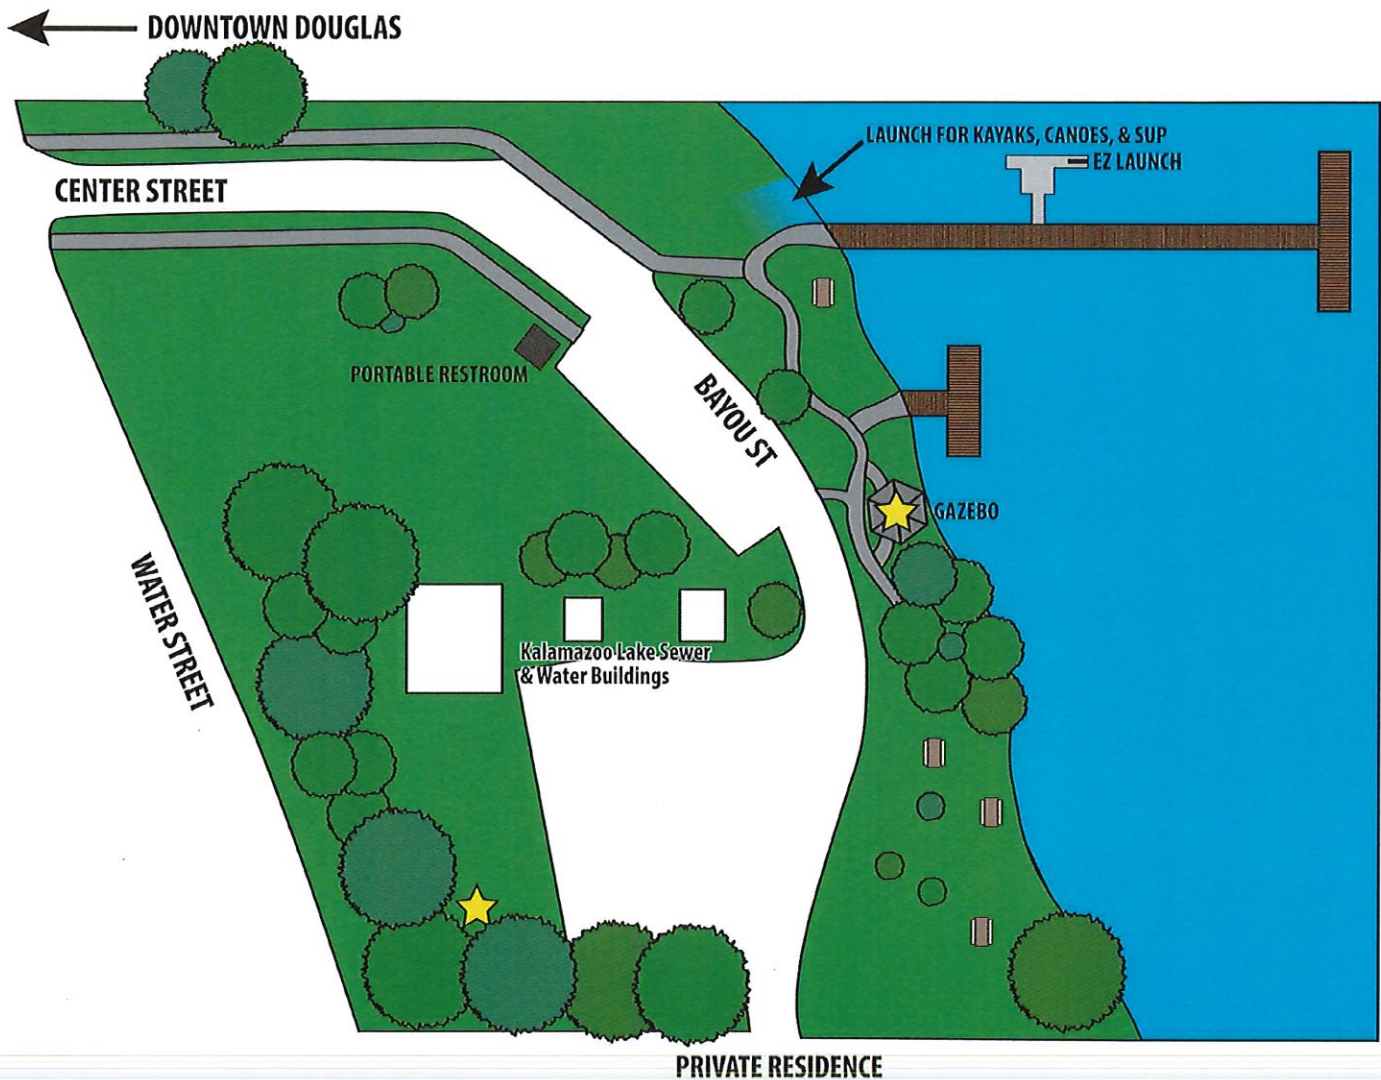 DOWNTOWN DOUGLAS
LAUNCH FOR KAYAKS, CANOES, & SUP
EZ LAUNCH
CENTER STREET
PORTABLE RESTROOM
BAYOU ST
GAZEBO
WATER STREET
Kalamazoo Lake Sewer
& Water Buildings
PRIVATE RESIDENCE